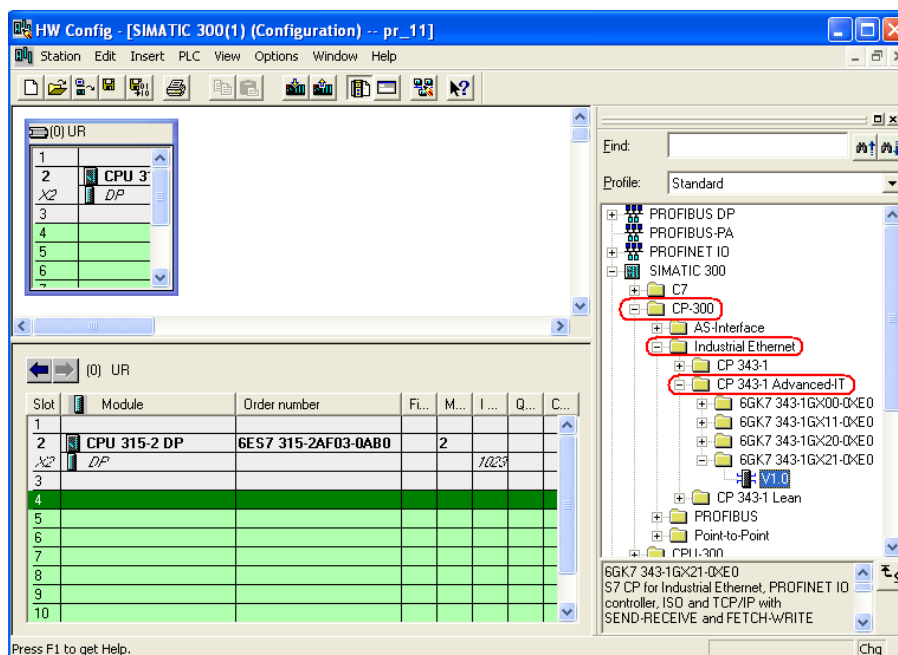 HW Config - [SIMATIC 300(1) (Configuration) -- pr_11]
Station Edit Insert PLC View Options Window Help
(0) UR
1
2 CPU 3
X2 DP
3
4
5
6
Find:
Profile: Standard
PROFIBUS DP
PROFIBUS-PA
PROFINET IO
SIMATIC 300
C7
CP-300
AS-Interface
Industrial Ethernet
CP 343-1
CP 343-1 Advanced-IT
6GK7 343-1GX00-0XE0
6GK7 343-1GX11-0XE0
6GK7 343-1GX20-0XE0
6GK7 343-1GX21-0XE0
V1.0
CP 343-1 Lean
PROFIBUS
Point-to-Point
CPU-300
(0) UR
Slot Module Order number Fi... M... I ... Q... C...
1
2 CPU 315-2 DP 6ES7 315-2AF03-0AB0 2
X2 DP 1023
3
4
5
6
7
8
9
10
6GK7 343-1GX21-0XE0
S7 CP for Industrial Ethernet, PROFINET IO
controller, ISO and TCP/IP with
SEND-RECEIVE and FETCH-WRITE
Press F1 to get Help. Chg